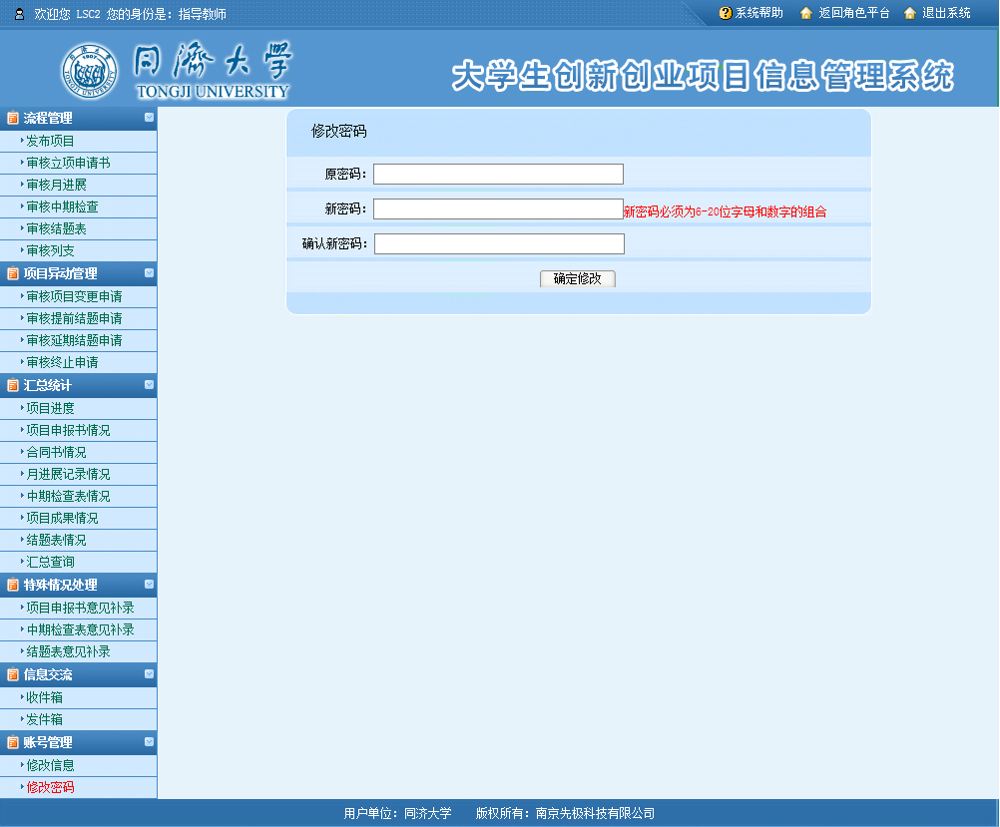 欢迎您 LSC2 您的身份是：指导教师
系统帮助 返回角色平台 退出系统
同济大学
TONGJI UNIVERSITY
大学生创新创业项目信息管理系统
流程管理
发布项目
审核立项申请书
审核月进展
审核中期检查
审核结题表
审核列支
项目异动管理
审核项目变更申请
审核提前结题申请
审核延期结题申请
审核终止申请
汇总统计
项目进度
项目申报书情况
合同书情况
月进展记录情况
中期检查表情况
项目成果情况
结题表情况
汇总查询
特殊情况处理
项目申报书意见补录
中期检查表意见补录
结题表意见补录
信息交流
收件箱
发件箱
账号管理
修改信息
修改密码
修改密码
原密码：
新密码： 新密码必须为6-20位字母和数字的组合
确认新密码：
确定修改
用户单位：同济大学 版权所有：南京先极科技有限公司